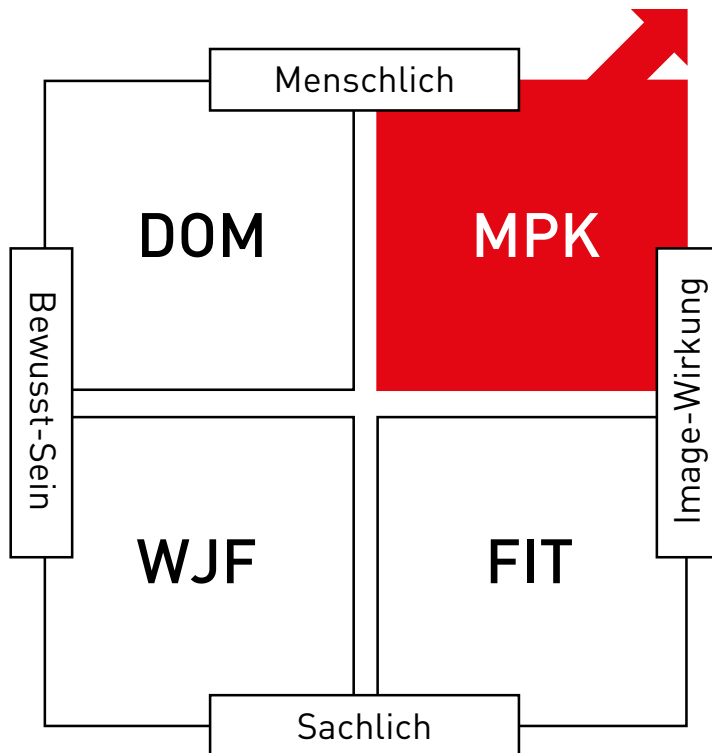 Menschlich
DOM
MPK
Bewusst-Sein
Image-Wirkung
WJF
FIT
Sachlich